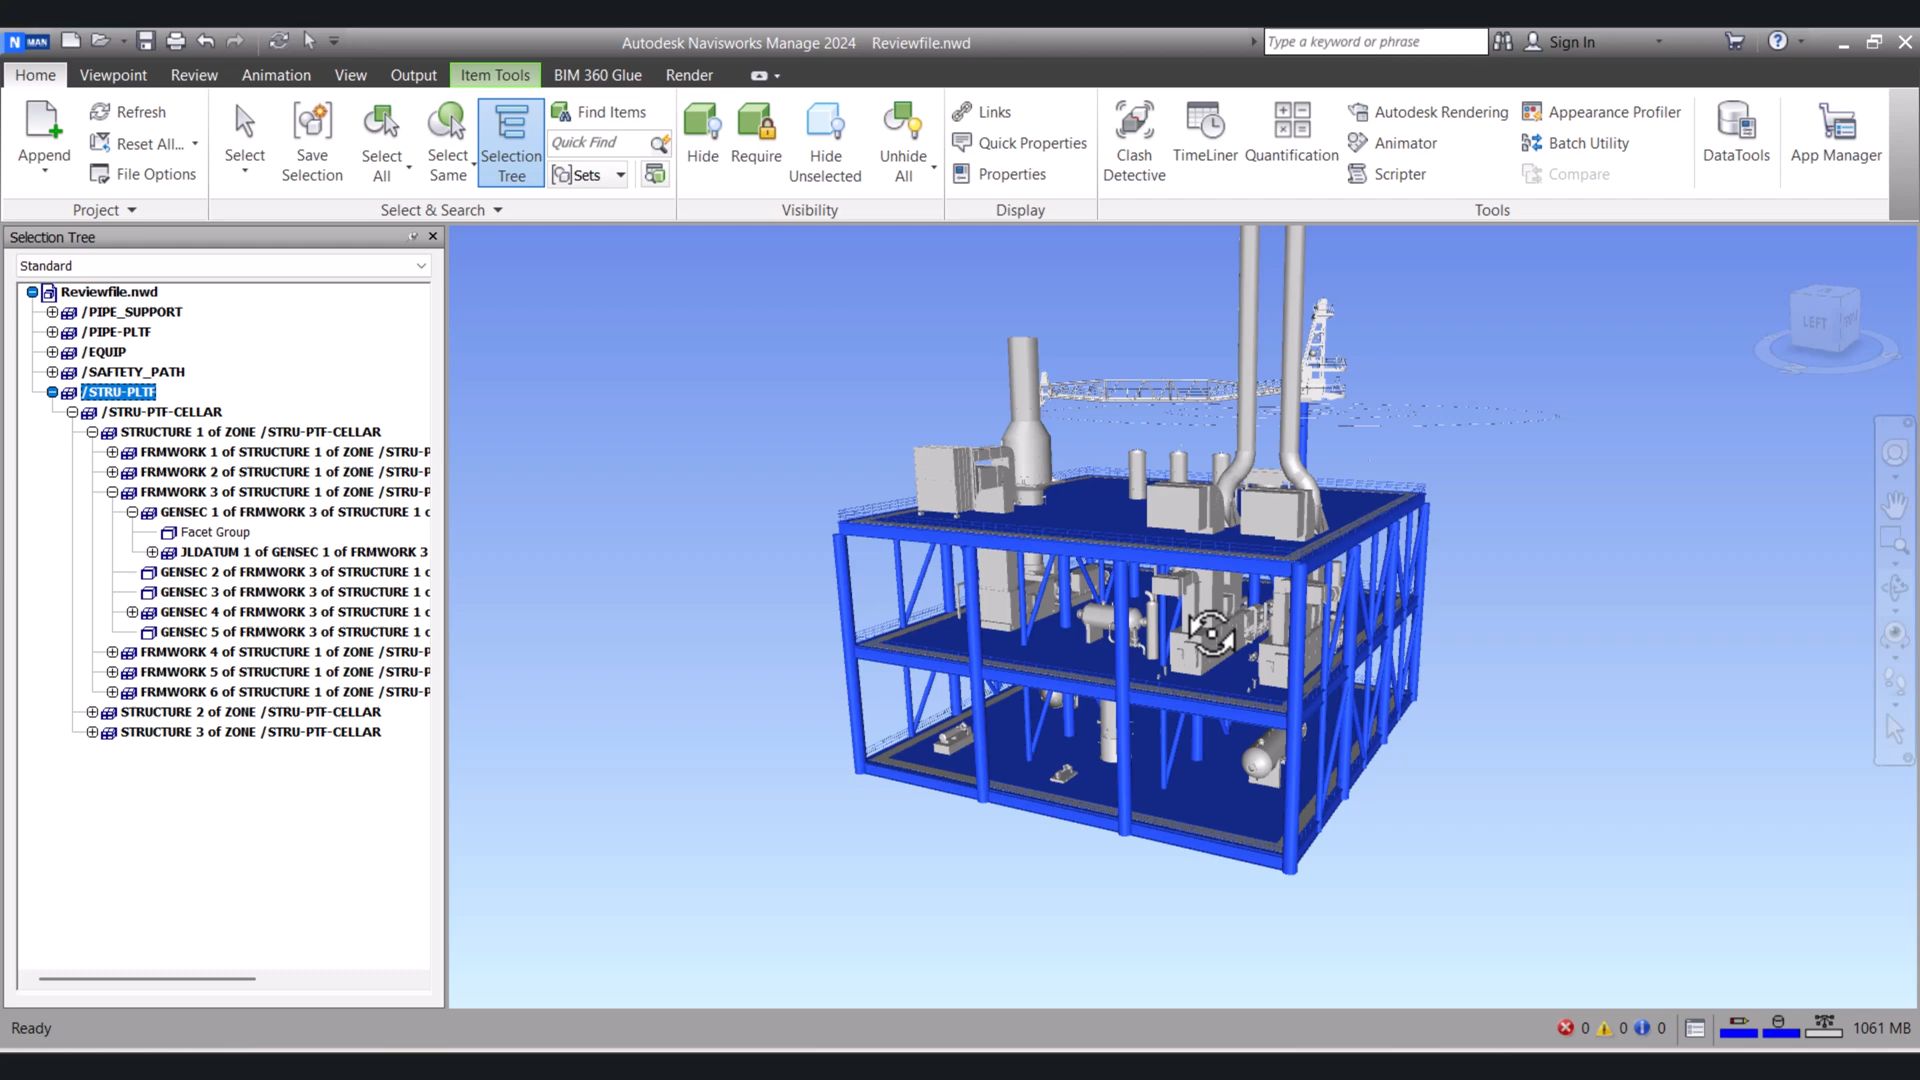 N MAN
Autodesk Navisworks Manage 2024 Reviewfile.nwd
Type a keyword or phrase
Sign In
Home Viewpoint Review Animation View Output Item Tools BIM 360 Glue Render
Append
Refresh
Reset All...
File Options
Project
Select
Save Selection
Select All
Select Same
Selection Tree
Find Items
Quick Find
Sets
Select & Search
Hide
Require
Hide Unselected
Unhide All
Visibility
Links
Quick Properties
Properties
Display
Clash Detective
TimeLiner
Quantification
Autodesk Rendering
Animator
Scripter
Appearance Profiler
Batch Utility
Compare
DataTools
App Manager
Tools
Selection Tree
Standard
Reviewfile.nwd
/PIPE_SUPPORT
/PIPE-PLTF
/EQUIP
/SAFTETY_PATH
/STRU-PLTF
/STRU-PTF-CELLAR
STRUCTURE 1 of ZONE /STRU-PTF-CELLAR
FRMWORK 1 of STRUCTURE 1 of ZONE /STRU-P
FRMWORK 2 of STRUCTURE 1 of ZONE /STRU-P
FRMWORK 3 of STRUCTURE 1 of ZONE /STRU-P
GENSEC 1 of FRMWORK 3 of STRUCTURE 1 o
Facet Group
JLDATUM 1 of GENSEC 1 of FRMWORK 3
GENSEC 2 of FRMWORK 3 of STRUCTURE 1 o
GENSEC 3 of FRMWORK 3 of STRUCTURE 1 o
GENSEC 4 of FRMWORK 3 of STRUCTURE 1 o
GENSEC 5 of FRMWORK 3 of STRUCTURE 1 o
FRMWORK 4 of STRUCTURE 1 of ZONE /STRU-P
FRMWORK 5 of STRUCTURE 1 of ZONE /STRU-P
FRMWORK 6 of STRUCTURE 1 of ZONE /STRU-P
STRUCTURE 2 of ZONE /STRU-PTF-CELLAR
STRUCTURE 3 of ZONE /STRU-PTF-CELLAR
LEFT
Ready
0 0 0
1061 MB